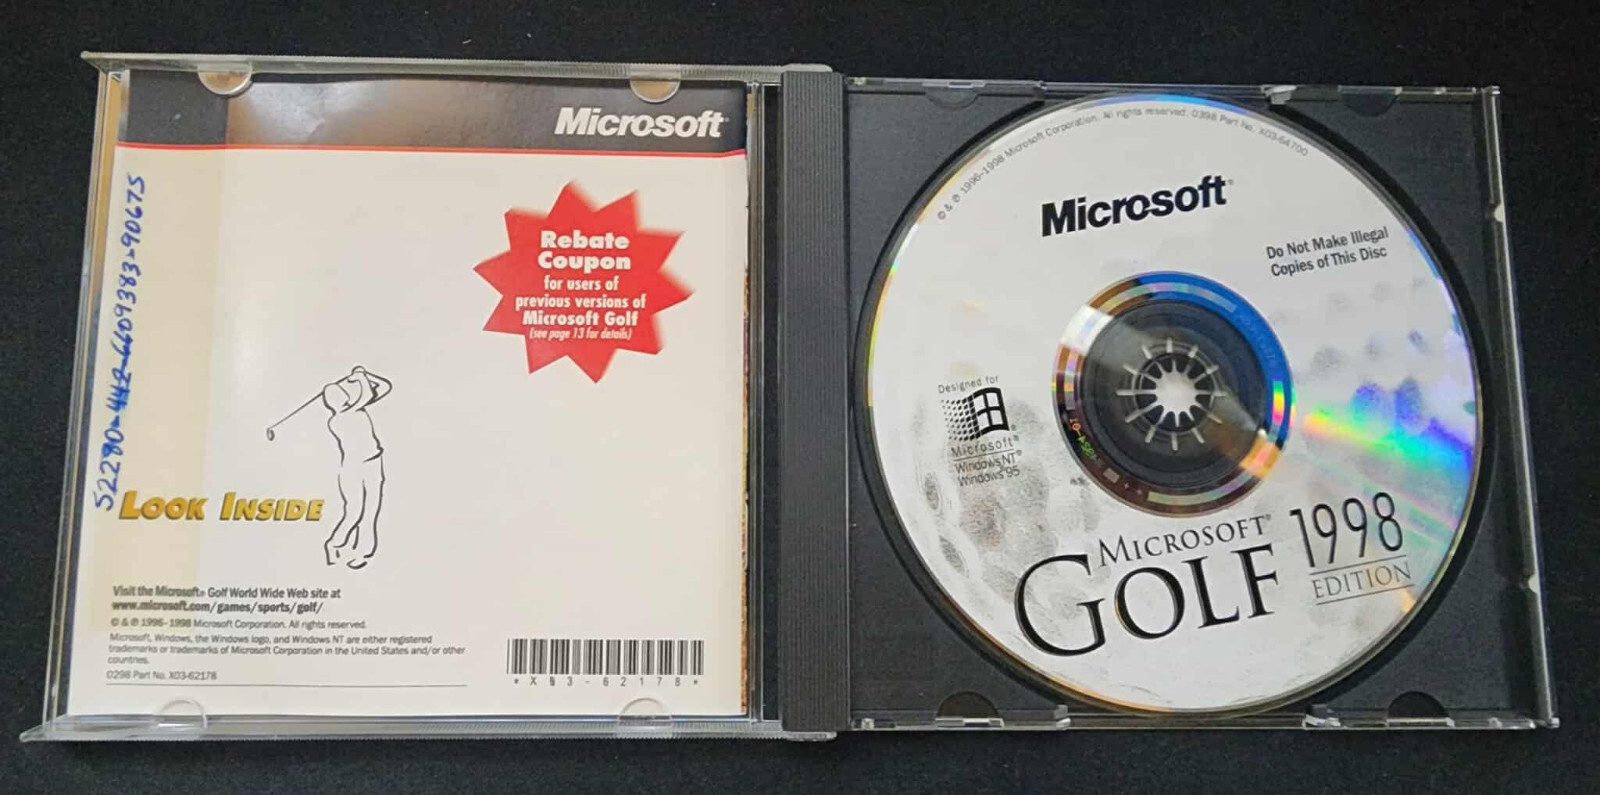 Microsoft
52280-442-6609383-90675
Rebate
Coupon
for users of
previous versions of
Microsoft Golf
(see page 13 for details)
LOOK INSIDE
Visit the Microsoft® Golf World Wide Web site at
www.microsoft.com/games/sports/golf/
© & ℗ 1996–1998 Microsoft Corporation. All rights reserved.
Microsoft, Windows, the Windows logo, and Windows NT are either registered
trademarks or trademarks of Microsoft Corporation in the United States and/or other
countries.
0298 Part No. X03-62178
*X03-62178*
© & ℗ 1996–1998 Microsoft Corporation. All rights reserved. 0398 Part No. X03-64700
Microsoft®
Do Not Make Illegal
Copies of This Disc
Designed for
Microsoft®
Windows NT®
Windows 95
MICROSOFT®
GOLF 1998
EDITION